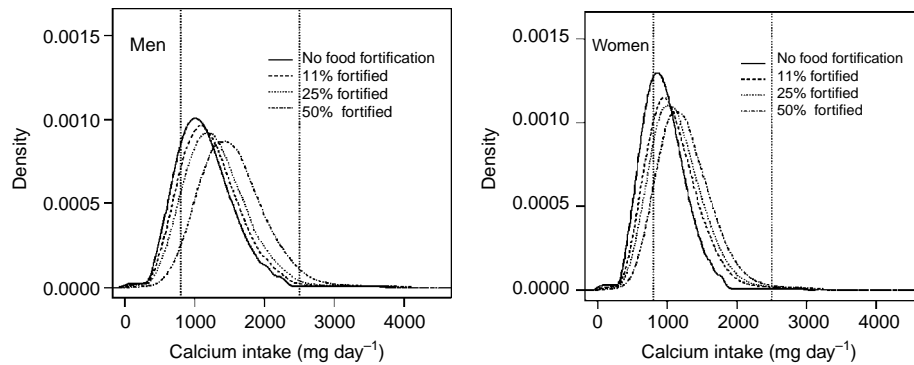 Men
No food fortification
11% fortified
25% fortified
50% fortified
0.0015
0.0010
0.0005
0.0000
Density
0 1000 2000 3000 4000
Calcium intake (mg day⁻¹)
Women
No food fortification
11% fortified
25% fortified
50% fortified
0.0015
0.0010
0.0005
0.0000
Density
0 1000 2000 3000 4000
Calcium intake (mg day⁻¹)